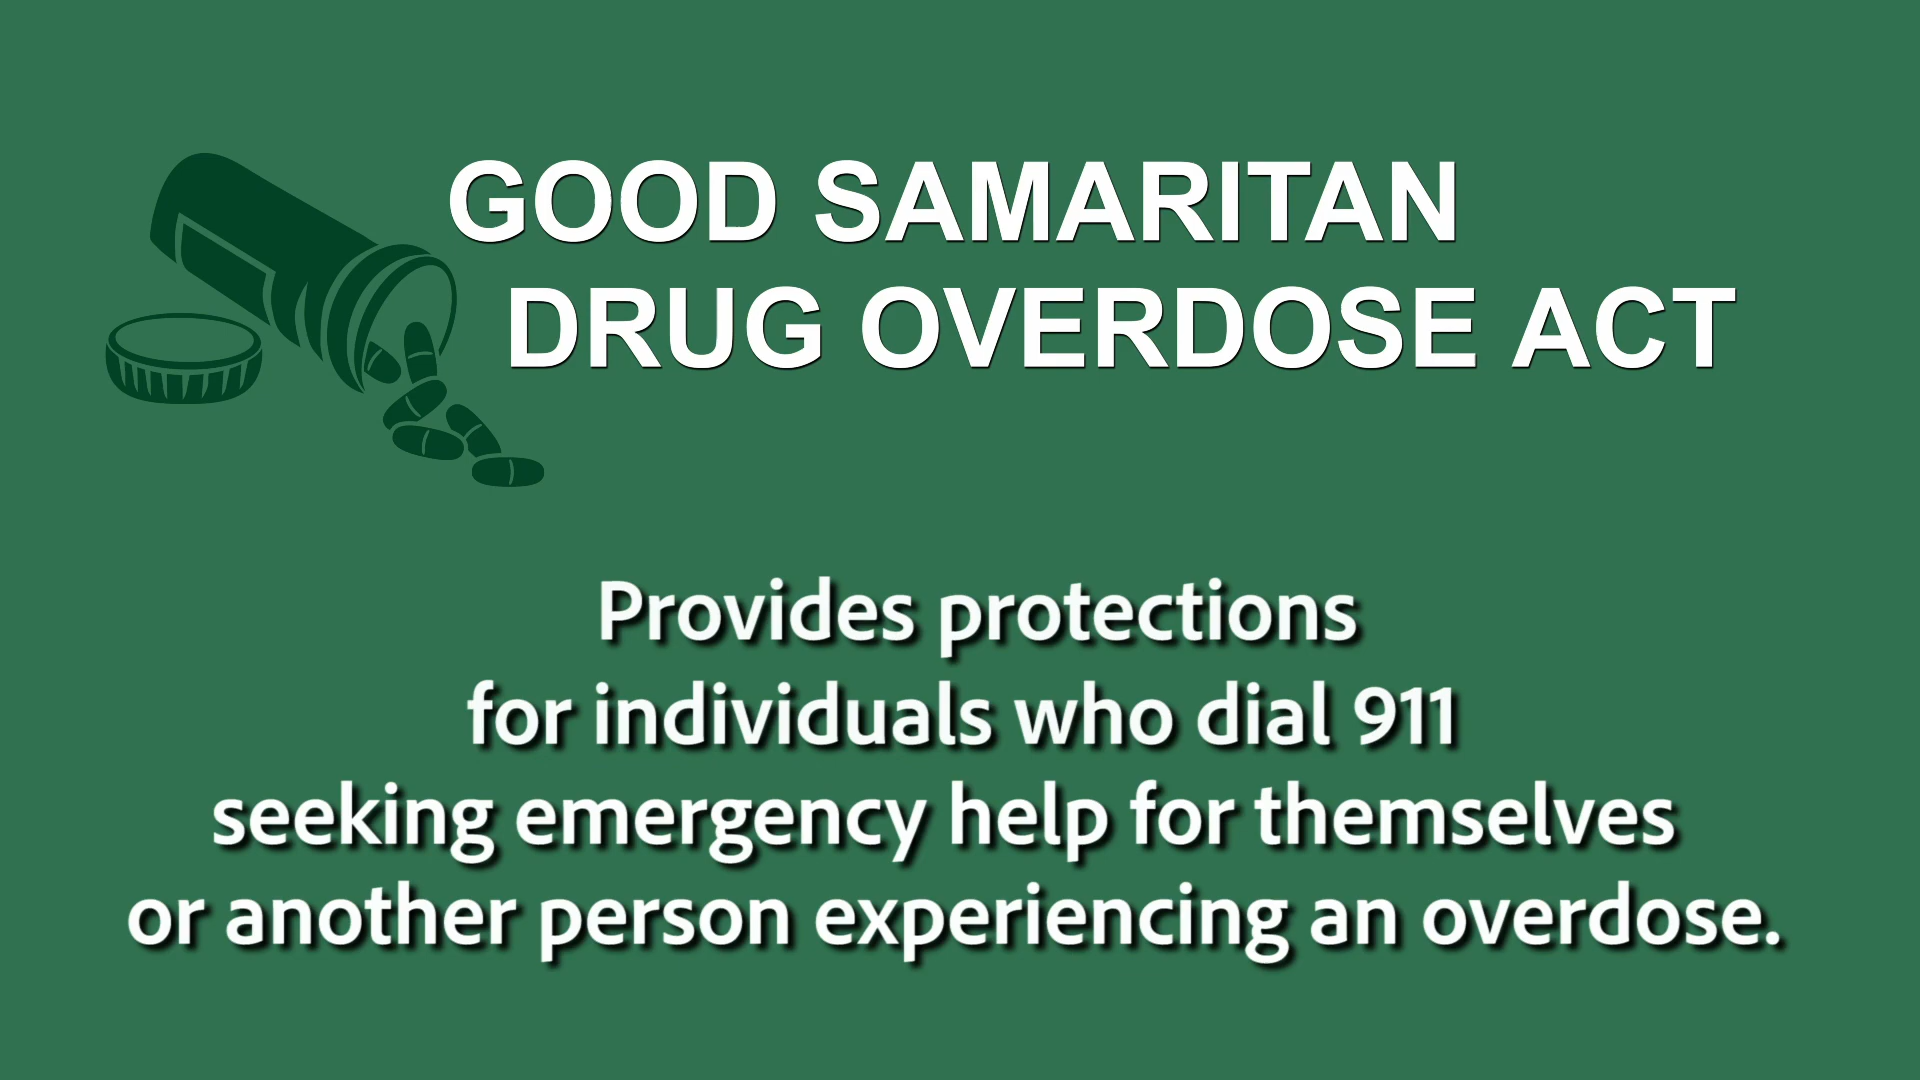 GOOD SAMARITAN
DRUG OVERDOSE ACT
Provides protections
for individuals who dial 911
seeking emergency help for themselves
or another person experiencing an overdose.